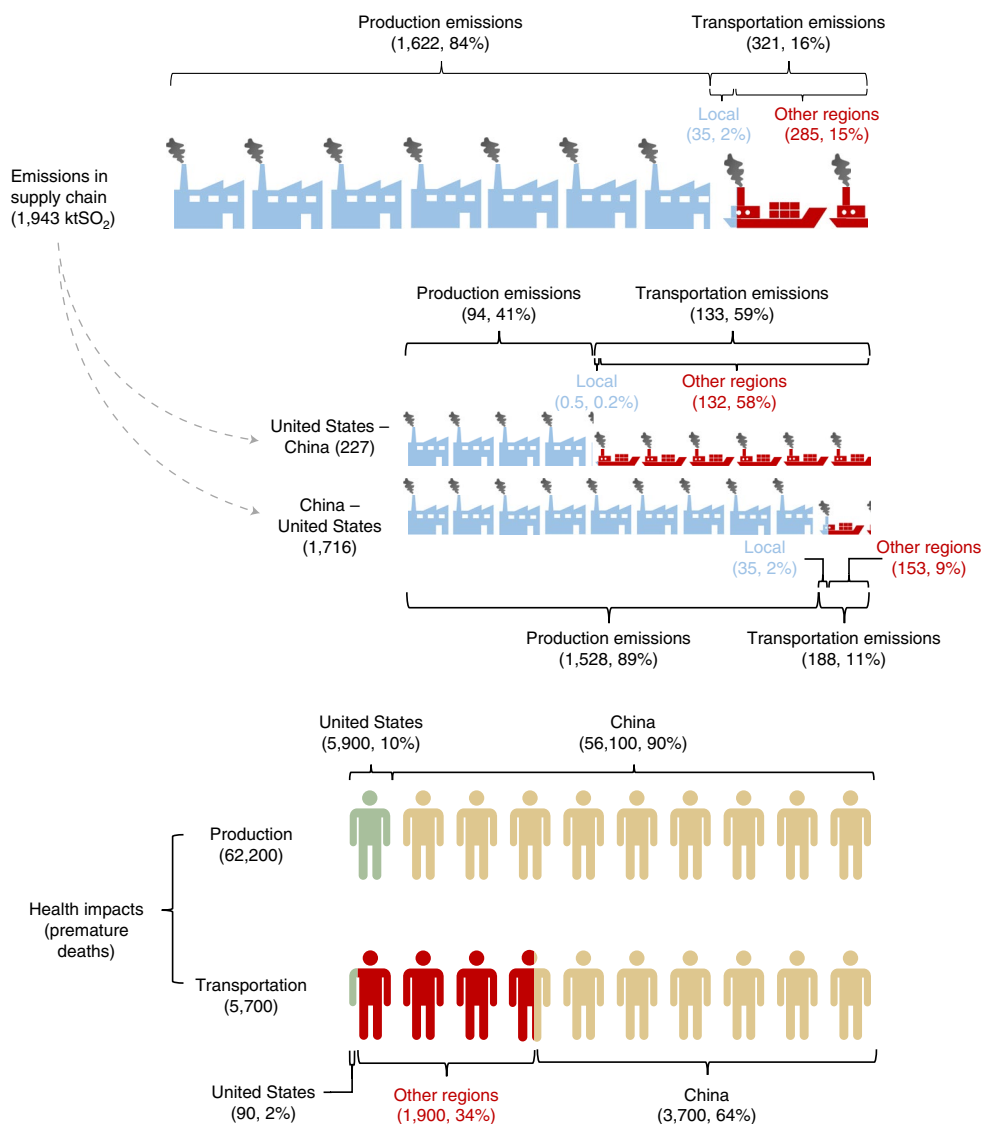 Production emissions
(1,622, 84%)
Transportation emissions
(321, 16%)
Local
(35, 2%)
Other regions
(285, 15%)
Emissions in
supply chain
(1,943 ktSO₂)
Production emissions
(94, 41%)
Transportation emissions
(133, 59%)
Local
(0.5, 0.2%)
Other regions
(132, 58%)
United States –
China (227)
China –
United States
(1,716)
Local
(35, 2%)
Other regions
(153, 9%)
Production emissions
(1,528, 89%)
Transportation emissions
(188, 11%)
United States
(5,900, 10%)
China
(56,100, 90%)
Production
(62,200)
Health impacts
(premature
deaths)
Transportation
(5,700)
United States
(90, 2%)
Other regions
(1,900, 34%)
China
(3,700, 64%)